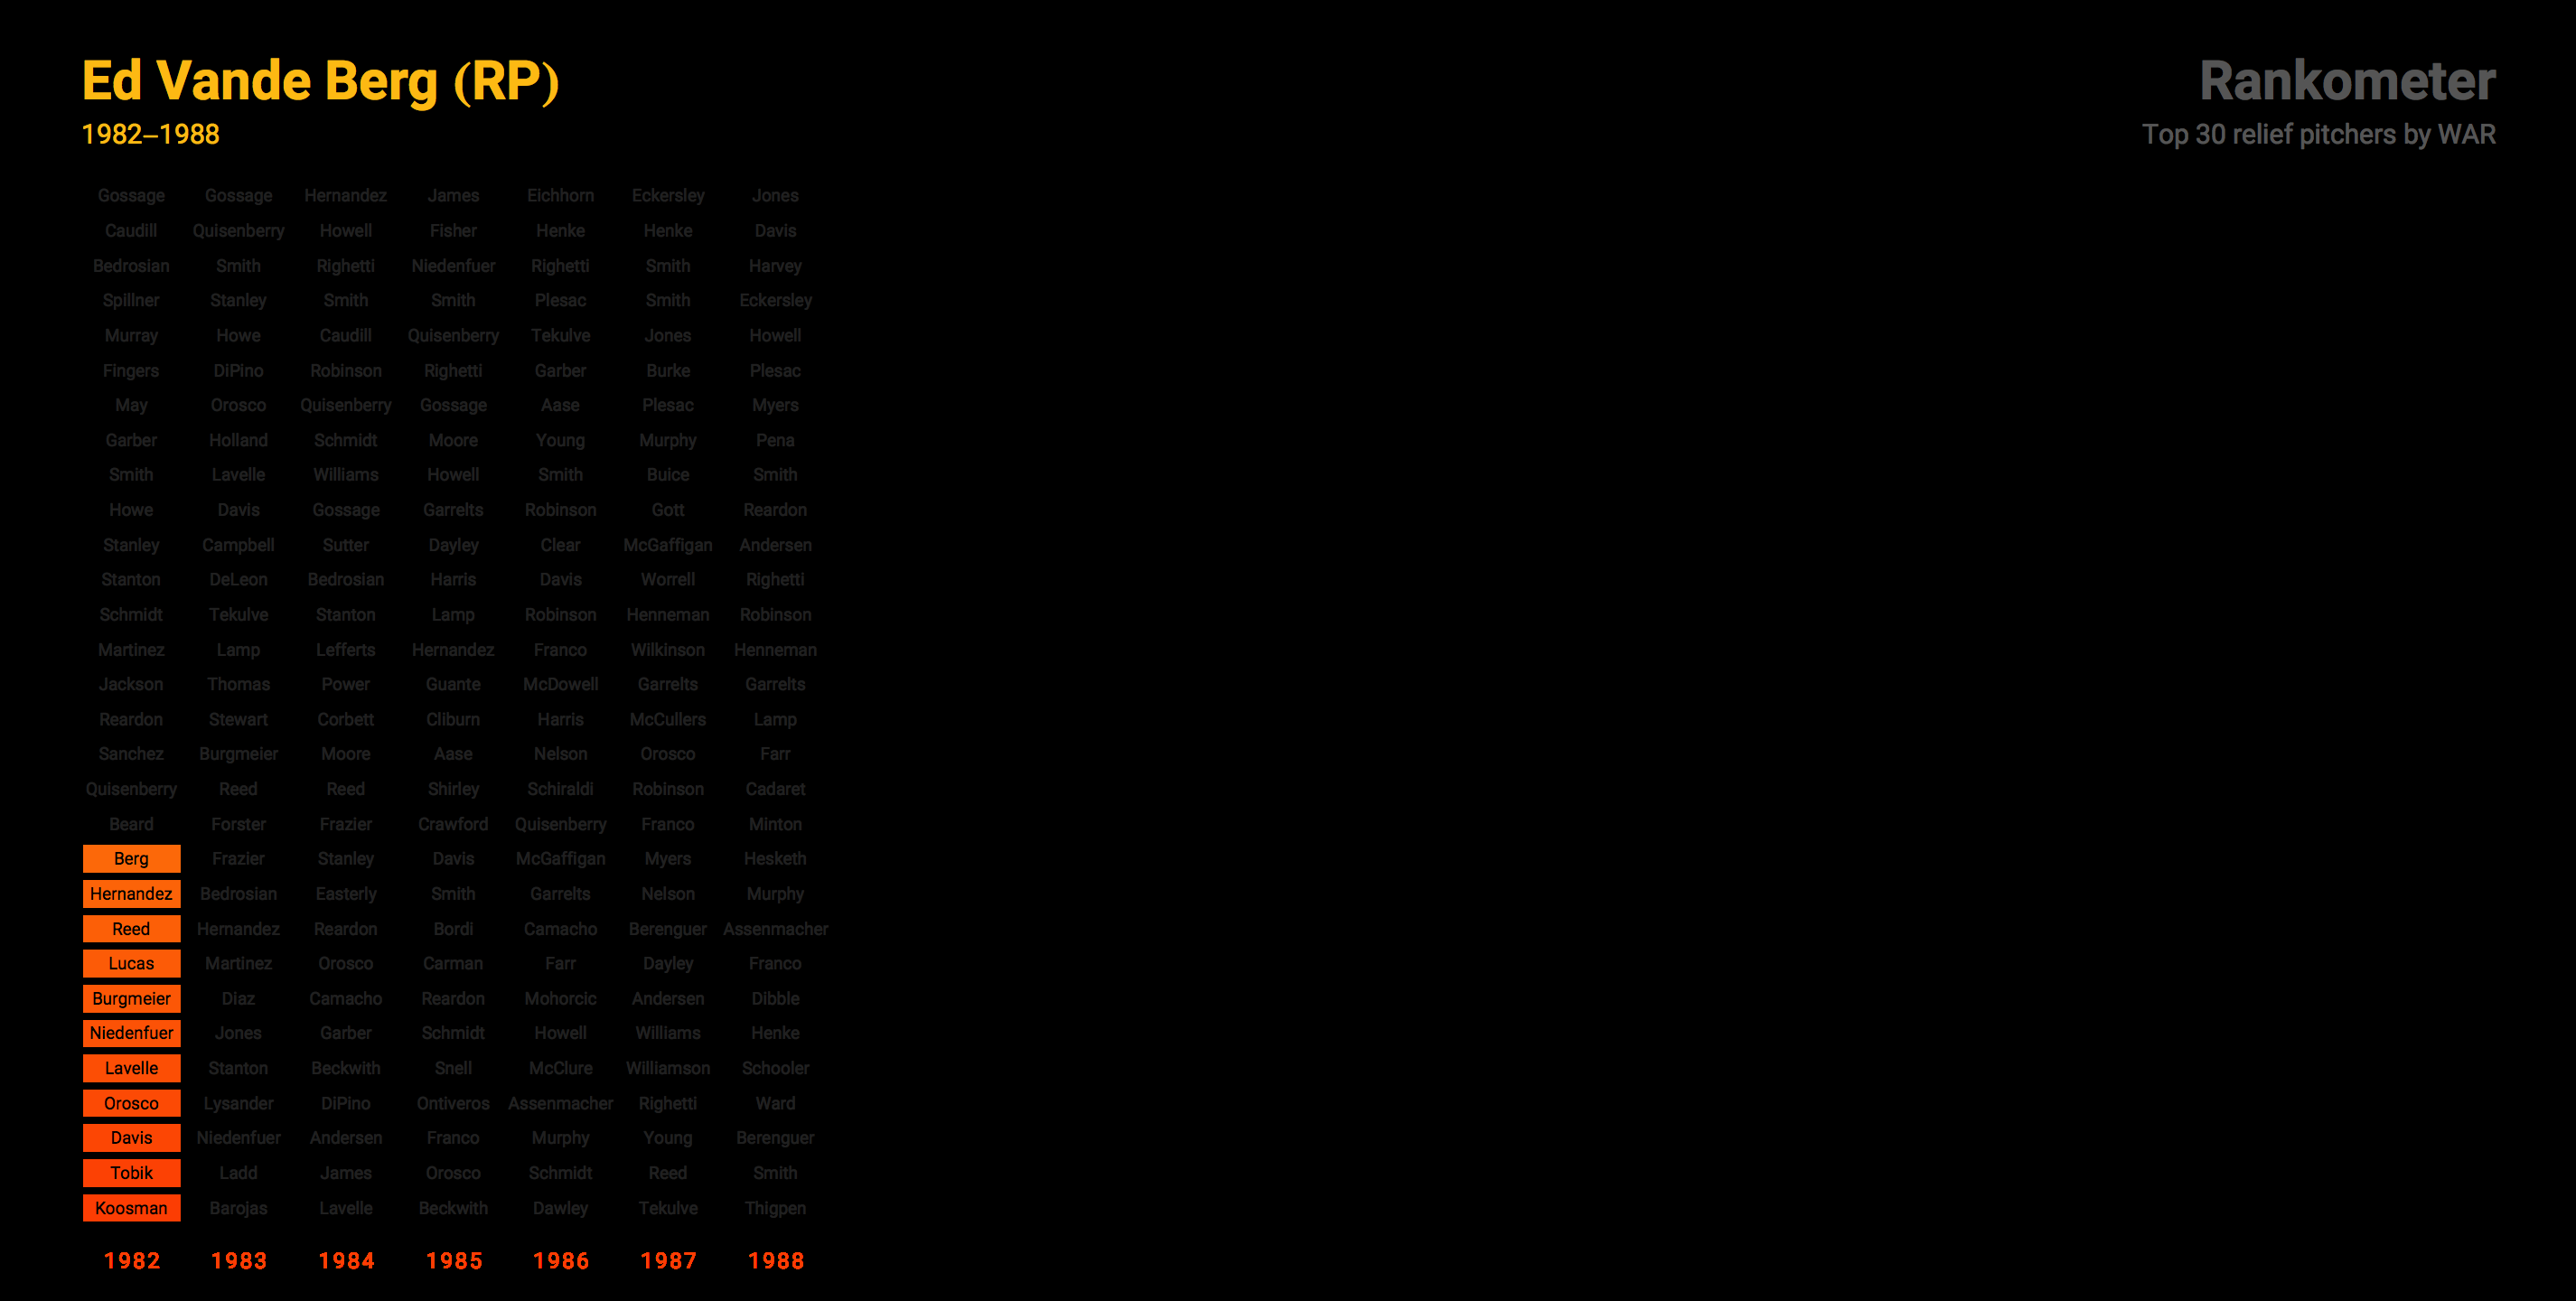 Ed Vande Berg (RP)
1982–1988
Rankometer
Top 30 relief pitchers by WAR
Gossage Gossage Hernandez James Eichhorn Eckersley Jones
Caudill Quisenberry Howell Fisher Henke Henke Davis
Bedrosian Smith Righetti Niedenfuer Righetti Smith Harvey
Spillner Stanley Smith Smith Plesac Smith Eckersley
Murray Howe Caudill Quisenberry Tekulve Jones Howell
Fingers DiPino Robinson Righetti Garber Burke Plesac
May Orosco Quisenberry Gossage Aase Plesac Myers
Garber Holland Schmidt Moore Young Murphy Pena
Smith Lavelle Williams Howell Smith Buice Smith
Howe Davis Gossage Garrelts Robinson Gott Reardon
Stanley Campbell Sutter Dayley Clear McGaffigan Andersen
Stanton DeLeon Bedrosian Harris Davis Worrell Righetti
Schmidt Tekulve Stanton Lamp Robinson Henneman Robinson
Martinez Lamp Lefferts Hernandez Franco Wilkinson Henneman
Jackson Thomas Power Guante McDowell Garrelts Garrelts
Reardon Stewart Corbett Cliburn Harris McCullers Lamp
Sanchez Burgmeier Moore Aase Nelson Orosco Farr
Quisenberry Reed Reed Shirley Schiraldi Robinson Cadaret
Beard Forster Frazier Crawford Quisenberry Franco Minton
Berg Frazier Stanley Davis McGaffigan Myers Hesketh
Hernandez Bedrosian Easterly Smith Garrelts Nelson Murphy
Reed Hernandez Reardon Bordi Camacho Berenguer Assenmacher
Lucas Martinez Orosco Carman Farr Dayley Franco
Burgmeier Diaz Camacho Reardon Mohorcic Andersen Dibble
Niedenfuer Jones Garber Schmidt Howell Williams Henke
Lavelle Stanton Beckwith Snell McClure Williamson Schooler
Orosco Lysander DiPino Ontiveros Assenmacher Righetti Ward
Davis Niedenfuer Andersen Franco Murphy Young Berenguer
Tobik Ladd James Orosco Schmidt Reed Smith
Koosman Barojas Lavelle Beckwith Dawley Tekulve Thigpen
1982 1983 1984 1985 1986 1987 1988